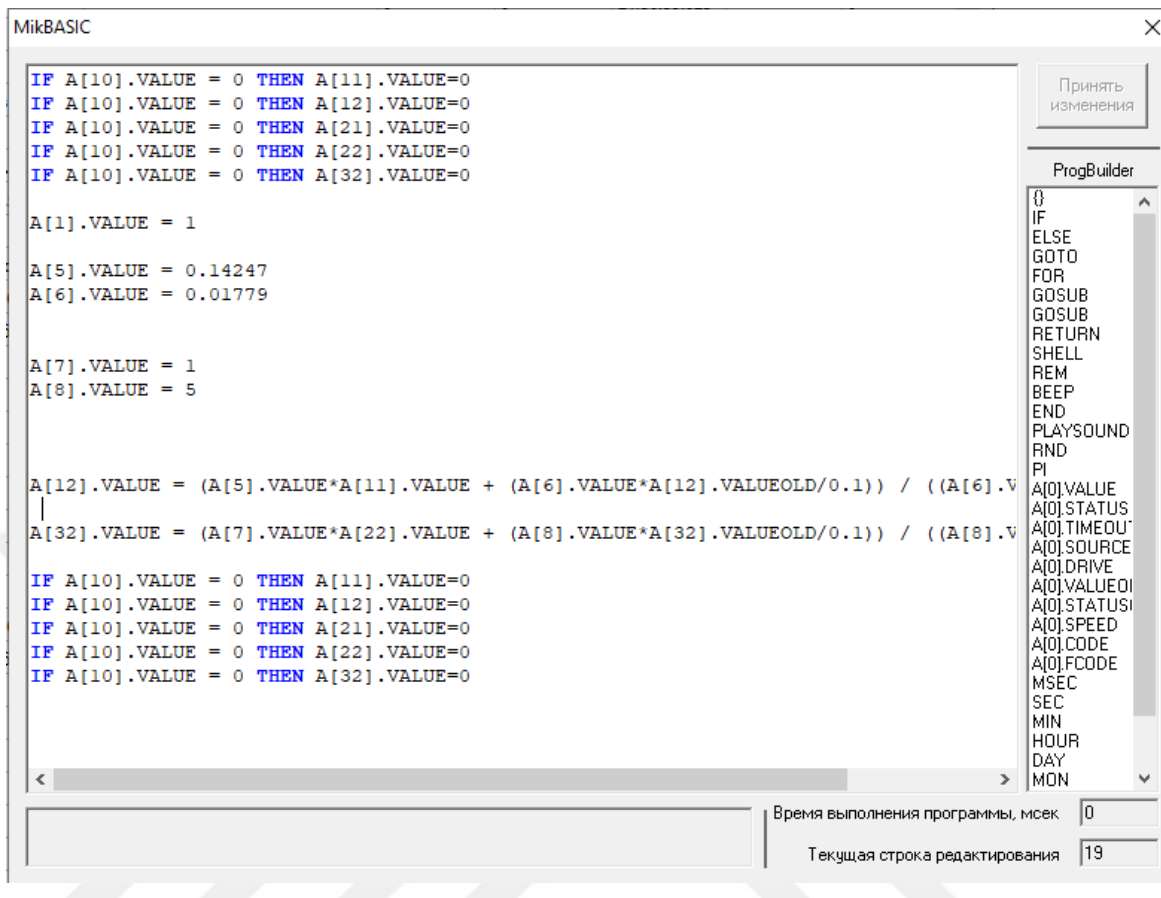 MikBASIC
IF A[10].VALUE = 0 THEN A[11].VALUE=0
IF A[10].VALUE = 0 THEN A[12].VALUE=0
IF A[10].VALUE = 0 THEN A[21].VALUE=0
IF A[10].VALUE = 0 THEN A[22].VALUE=0
IF A[10].VALUE = 0 THEN A[32].VALUE=0
A[1].VALUE = 1
A[5].VALUE = 0.14247
A[6].VALUE = 0.01779
A[7].VALUE = 1
A[8].VALUE = 5
A[12].VALUE = (A[5].VALUE*A[11].VALUE + (A[6].VALUE*A[12].VALUEOLD/0.1)) / ((A[6].V
A[32].VALUE = (A[7].VALUE*A[22].VALUE + (A[8].VALUE*A[32].VALUEOLD/0.1)) / ((A[8].V
IF A[10].VALUE = 0 THEN A[11].VALUE=0
IF A[10].VALUE = 0 THEN A[12].VALUE=0
IF A[10].VALUE = 0 THEN A[21].VALUE=0
IF A[10].VALUE = 0 THEN A[22].VALUE=0
IF A[10].VALUE = 0 THEN A[32].VALUE=0
Принять
изменения
ProgBuilder
{}
IF
ELSE
GOTO
FOR
GOSUB
GOSUB
RETURN
SHELL
REM
BEEP
END
PLAYSOUND
RND
PI
A[0].VALUE
A[0].STATUS
A[0].TIMEOUT
A[0].SOURCE
A[0].DRIVE
A[0].VALUEOl
A[0].STATUS(
A[0].SPEED
A[0].CODE
A[0].FCODE
MSEC
SEC
MIN
HOUR
DAY
MON
Время выполнения программы, мсек 0
Текущая строка редактирования 19